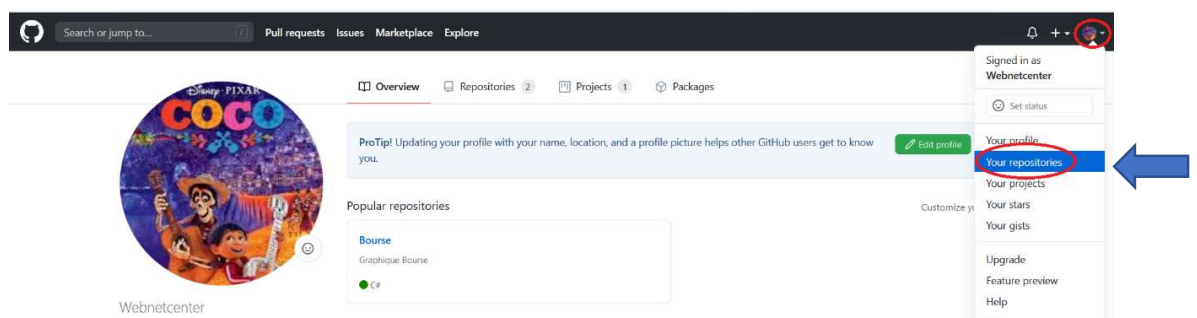 Search or jump to... / Pull requests Issues Marketplace Explore
Signed in as
Webnetcenter
Set status
Overview Repositories 2 Projects 1 Packages
Disney · PIXAR
COCO
ProTip! Updating your profile with your name, location, and a profile picture helps other GitHub users get to know
you.
Edit profile
Your profile
Your repositories
Your projects
Your stars
Your gists
Popular repositories
Customize yo
Bourse
Graphique Bourse
C#
Upgrade
Feature preview
Help
Webnetcenter